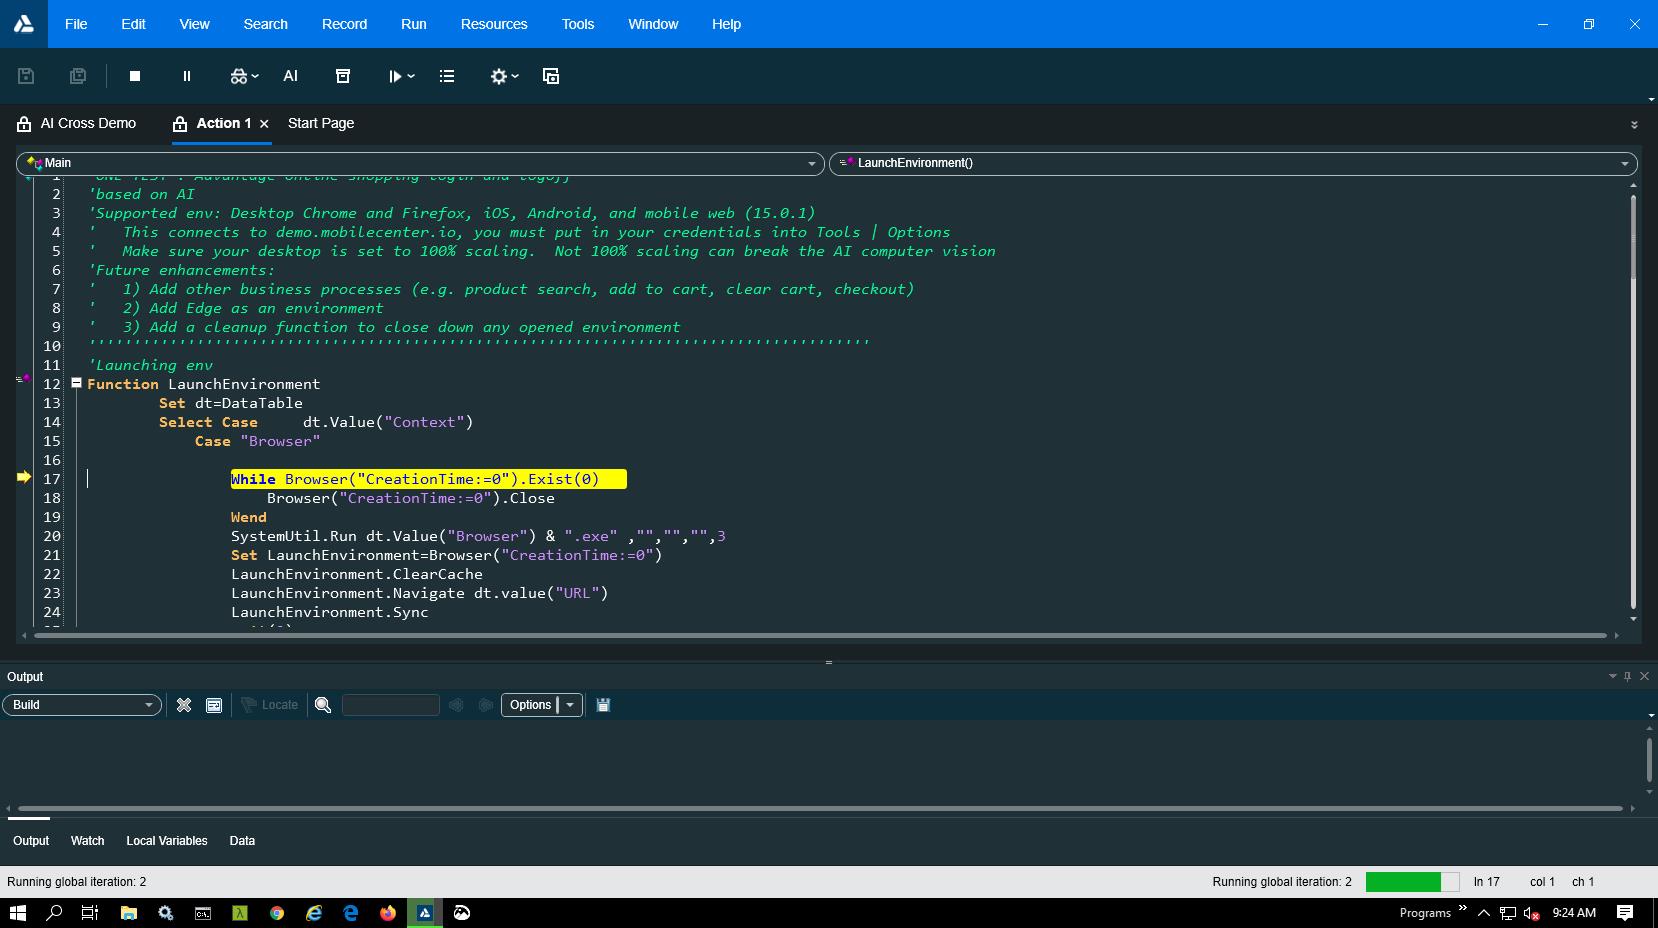 File Edit View Search Record Run Resources Tools Window Help
AI
AI Cross Demo Action 1 Start Page
Main LaunchEnvironment()
1 'ONE TEST : Advantage online shopping login and logoff
2 'based on AI
3 'Supported env: Desktop Chrome and Firefox, iOS, Android, and mobile web (15.0.1)
4 '   This connects to demo.mobilecenter.io, you must put in your credentials into Tools | Options
5 '   Make sure your desktop is set to 100% scaling.  Not 100% scaling can break the AI computer vision
6 'Future enhancements:
7 '   1) Add other business processes (e.g. product search, add to cart, clear cart, checkout)
8 '   2) Add Edge as an environment
9 '   3) Add a cleanup function to close down any opened environment
10 '''''''''''''''''''''''''''''''''''''''''''''''''''''''''''''''''''''''''''''''''''''''
11 'Launching env
12 Function LaunchEnvironment
13 Set dt=DataTable
14 Select Case     dt.Value("Context")
15 Case "Browser"
16
17 While Browser("CreationTime:=0").Exist(0)
18 Browser("CreationTime:=0").Close
19 Wend
20 SystemUtil.Run dt.Value("Browser") & ".exe" ,"","","",3
21 Set LaunchEnvironment=Browser("CreationTime:=0")
22 LaunchEnvironment.ClearCache
23 LaunchEnvironment.Navigate dt.value("URL")
24 LaunchEnvironment.Sync
Output
Build Locate Options
Output Watch Local Variables Data
Running global iteration: 2 Running global iteration: 2 ln 17 col 1 ch 1
Programs 9:24 AM